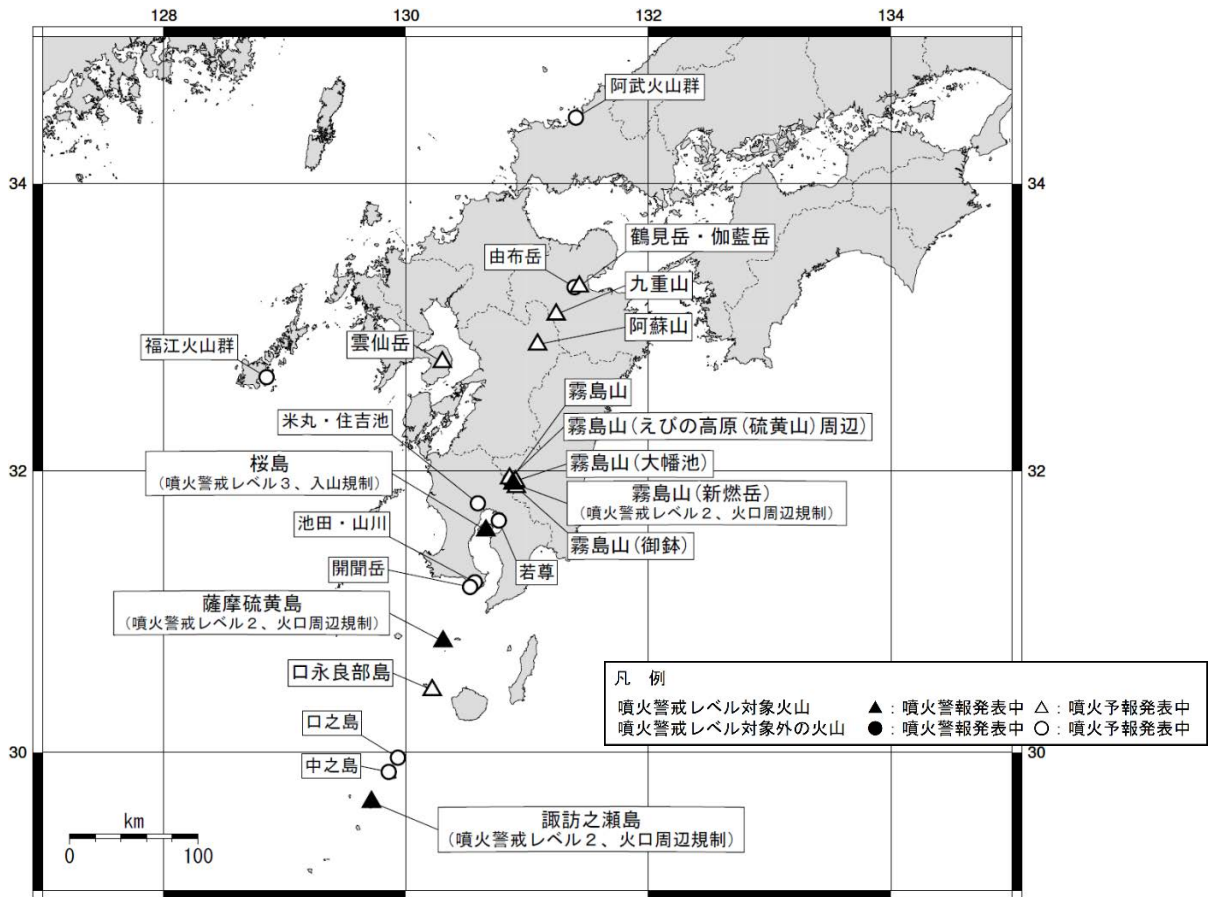 128
130
132
134
阿武火山群
34
34
鶴見岳・伽藍岳
由布岳
九重山
阿蘇山
雲仙岳
福江火山群
霧島山
米丸・住吉池
霧島山(えびの高原(硫黄山)周辺)
桜島
(噴火警戒レベル3、入山規制)
32
32
霧島山(大幡池)
霧島山(新燃岳)
(噴火警戒レベル2、火口周辺規制)
池田・山川
霧島山(御鉢)
開聞岳
若尊
薩摩硫黄島
(噴火警戒レベル2、火口周辺規制)
口永良部島
凡 例
噴火警戒レベル対象火山 ▲:噴火警報発表中 △:噴火予報発表中
噴火警戒レベル対象外の火山 ●:噴火警報発表中 ○:噴火予報発表中
口之島
30
30
中之島
諏訪之瀬島
(噴火警戒レベル2、火口周辺規制)
km
0 100